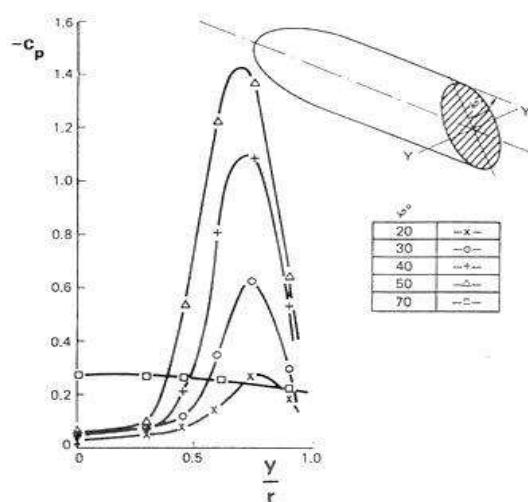 -Cp
1.6
1.4
1.2
1.0
0.8
0.6
0.4
0.2
0
0
0.5
1.0
y
r
Y
Y
20 —x—
30 —o—
40 —+—
50 —△—
70 —□—